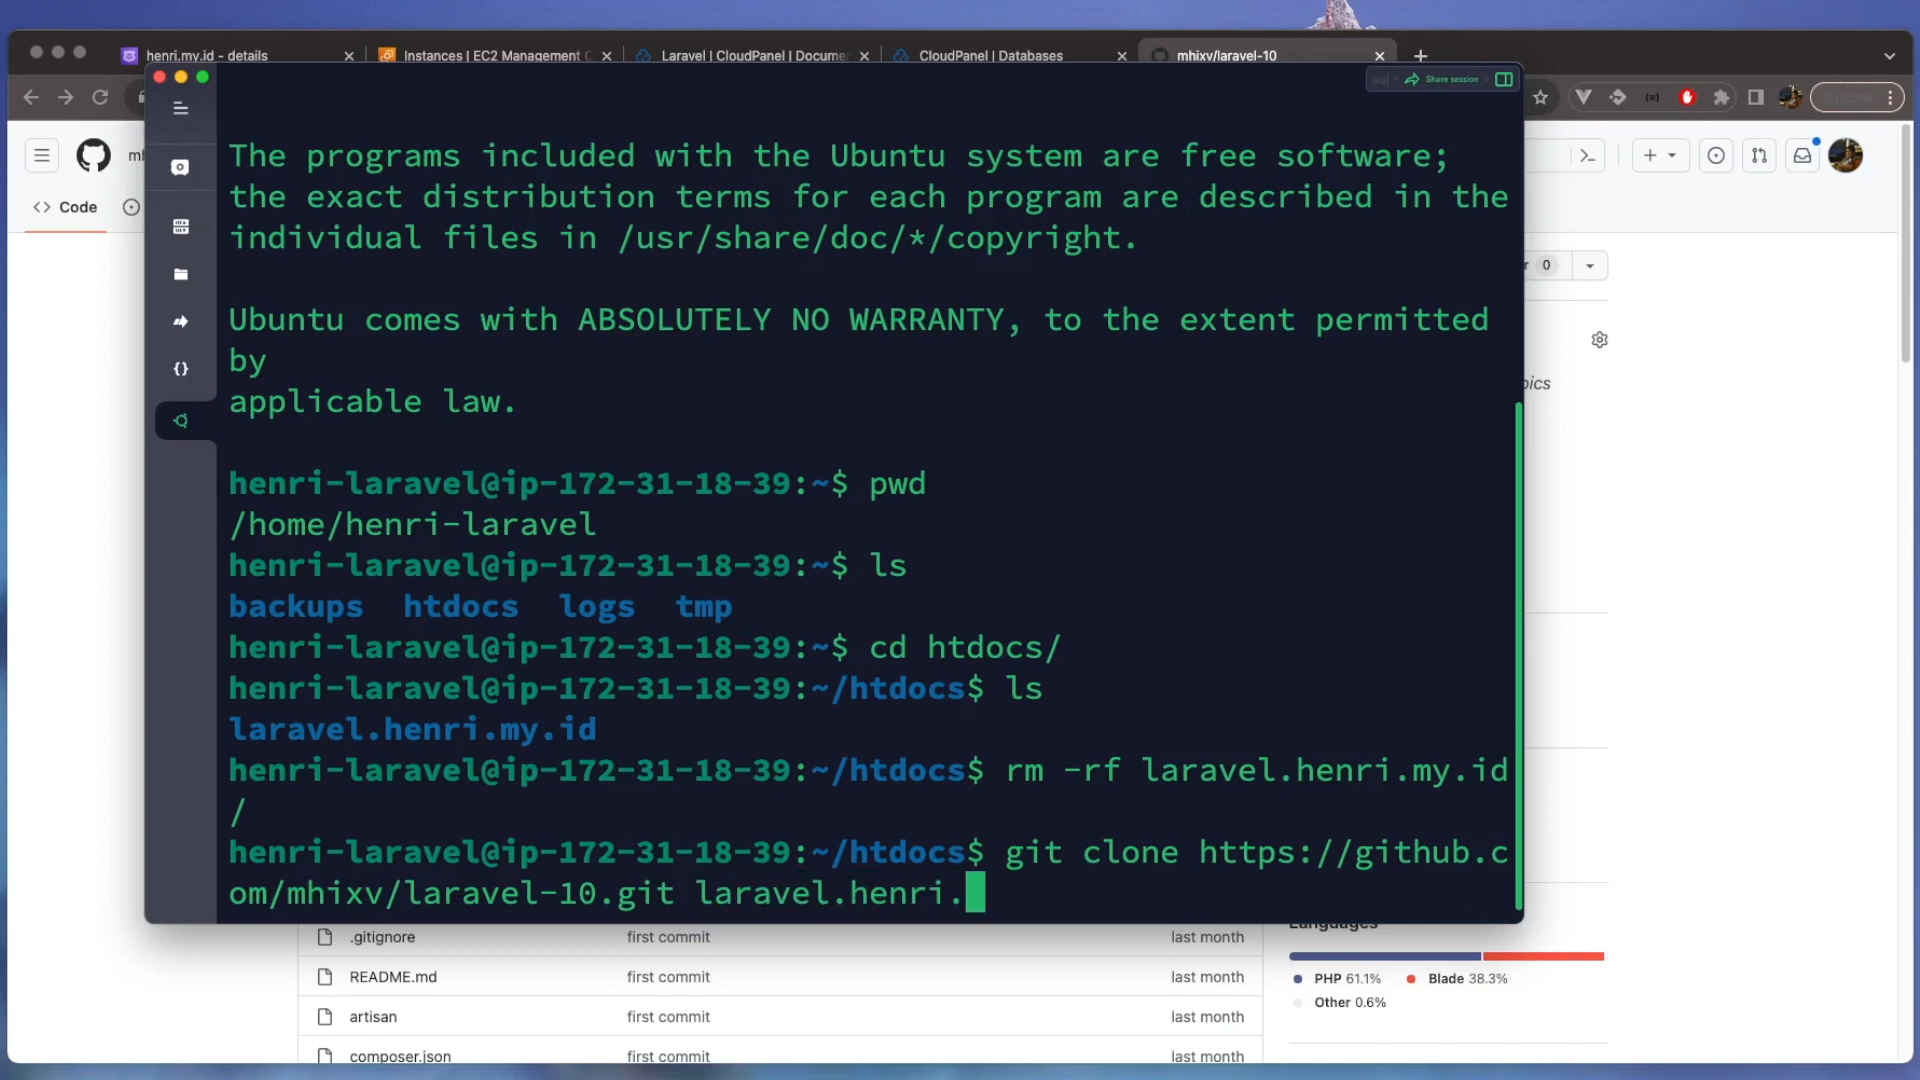 henri.my.id - details
Instances | EC2 Management C
Laravel | CloudPanel | Docume
CloudPanel | Databases
mhixv/laravel-10
Share session
Code
0
The programs included with the Ubuntu system are free software;
the exact distribution terms for each program are described in the
individual files in /usr/share/doc/*/copyright.
Ubuntu comes with ABSOLUTELY NO WARRANTY, to the extent permitted
by
applicable law.
henri-laravel@ip-172-31-18-39:~$ pwd
/home/henri-laravel
henri-laravel@ip-172-31-18-39:~$ ls
backups htdocs logs tmp
henri-laravel@ip-172-31-18-39:~$ cd htdocs/
henri-laravel@ip-172-31-18-39:~/htdocs$ ls
laravel.henri.my.id
henri-laravel@ip-172-31-18-39:~/htdocs$ rm -rf laravel.henri.my.id
/
henri-laravel@ip-172-31-18-39:~/htdocs$ git clone https://github.c
om/mhixv/laravel-10.git laravel.henri.
.gitignore first commit last month
README.md first commit last month
artisan first commit last month
composer.json first commit last month
Languages
PHP 61.1% Blade 38.3%
Other 0.6%